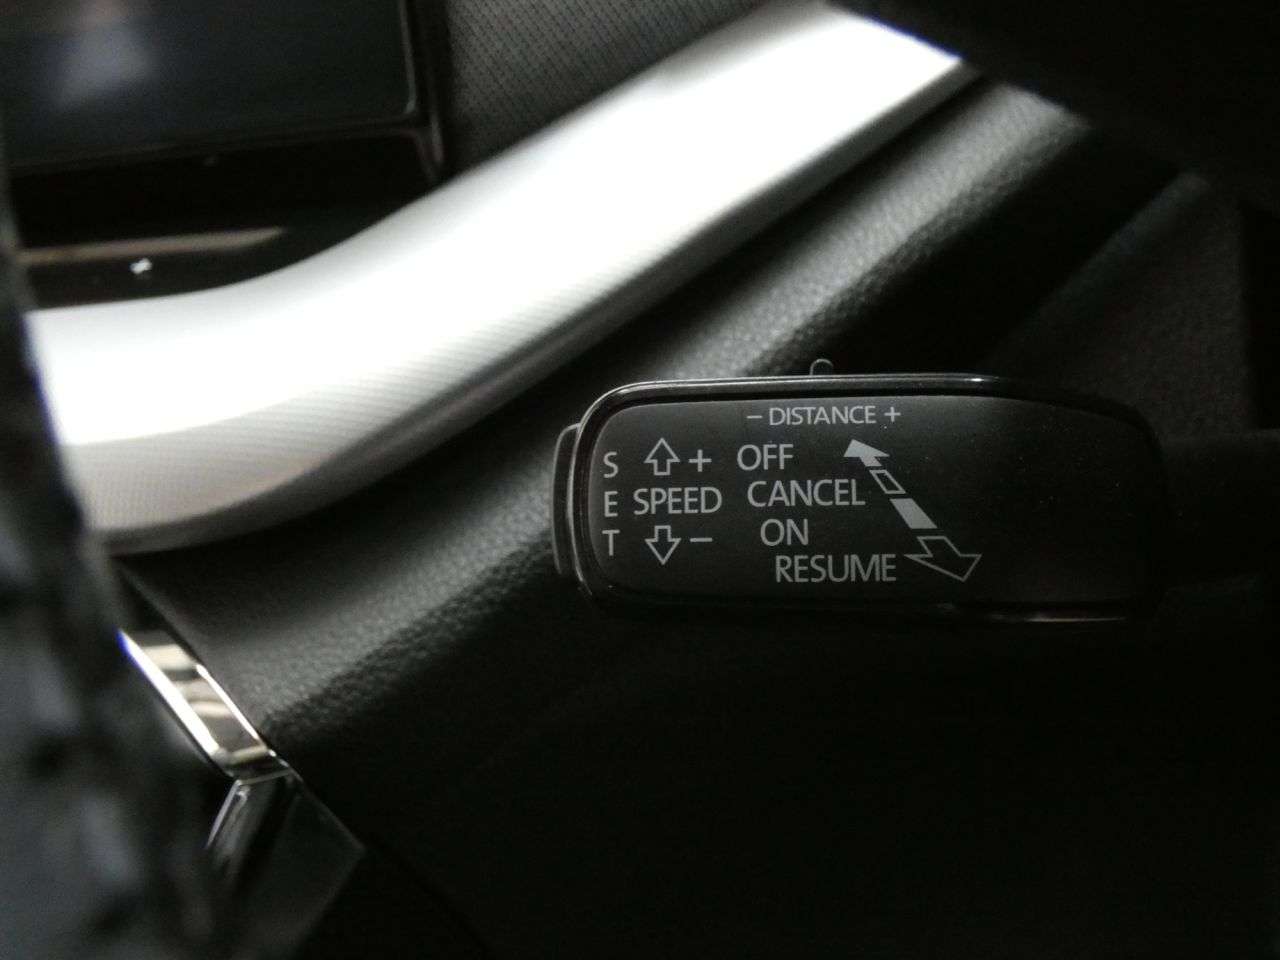 - DISTANCE +
S + OFF
E SPEED CANCEL
T - ON
RESUME